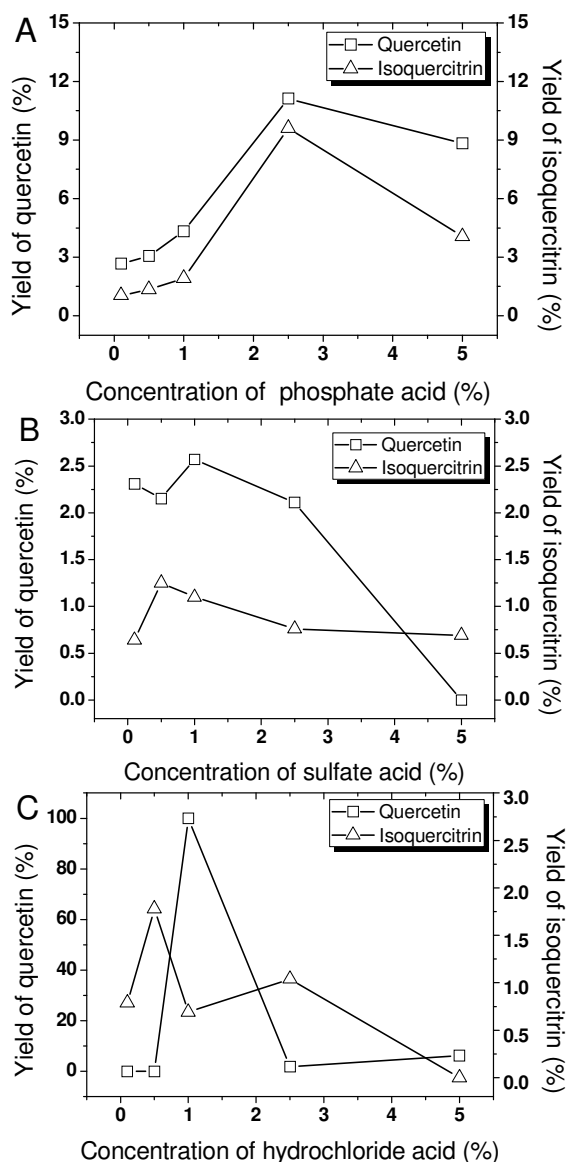 A
Yield of quercetin (%)
15
12
9
6
3
0
Quercetin
Isoquercitrin
15
12
9
6
3
0
Yield of isoquercitrin (%)
0 1 2 3 4 5
Concentration of phosphate acid (%)
B
Yield of quercetin (%)
3.0
2.5
2.0
1.5
1.0
0.5
0.0
Quercetin
Isoquercitrin
3.0
2.5
2.0
1.5
1.0
0.5
0.0
Yield of isoquercitrin (%)
0 1 2 3 4 5
Concentration of sulfate acid (%)
C
Yield of quercetin (%)
100
80
60
40
20
0
Quercetin
Isoquercitrin
3.0
2.5
2.0
1.5
1.0
0.5
0.0
Yield of isoquercitrin (%)
0 1 2 3 4 5
Concentration of hydrochloride acid (%)